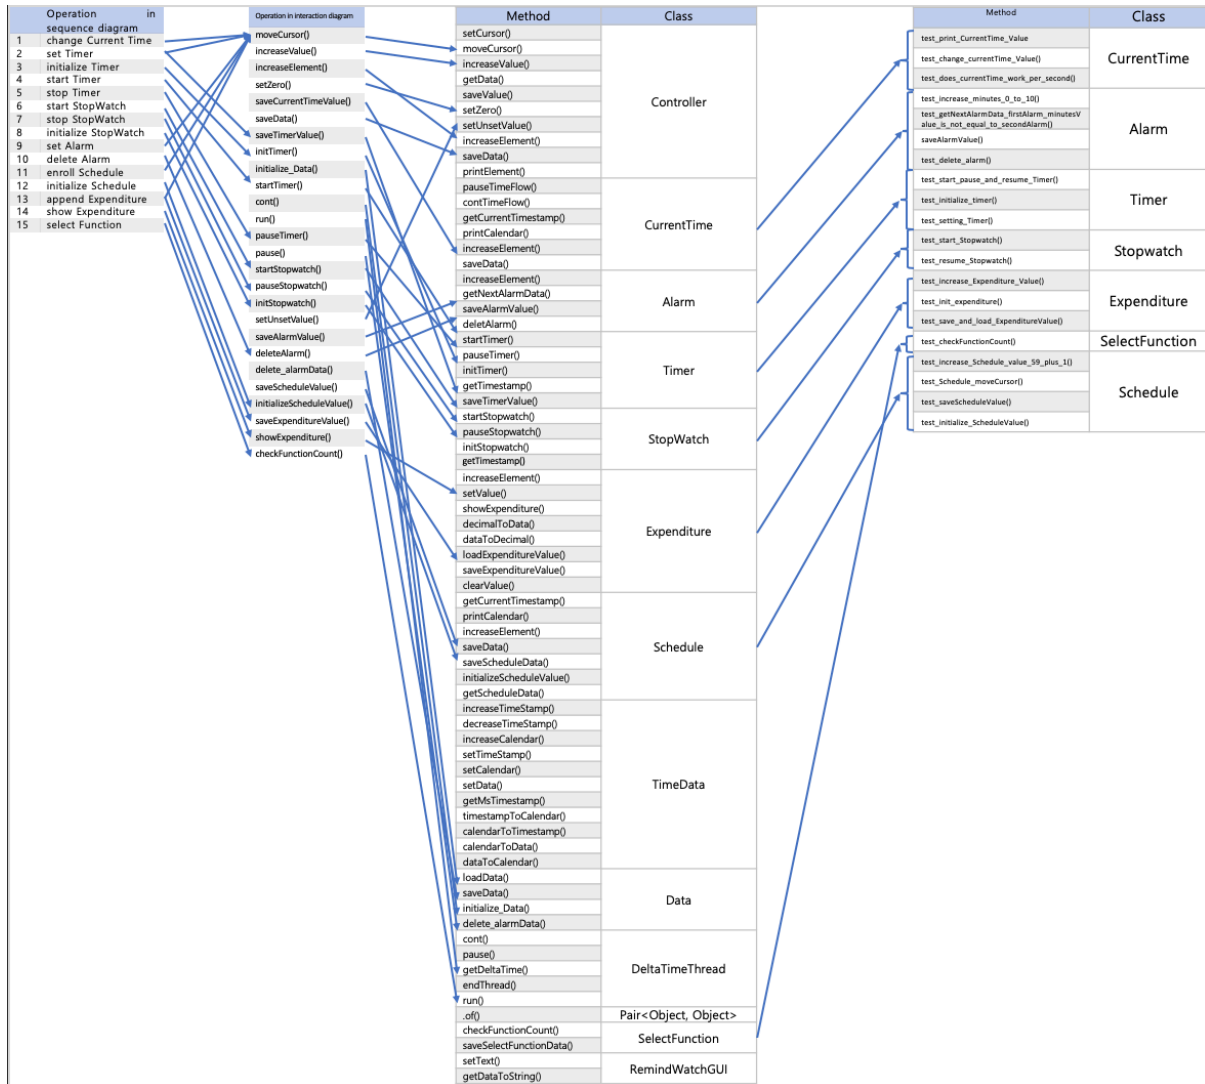 Operation in
sequence diagram
1 change Current Time
2 set Timer
3 initialize Timer
4 start Timer
5 stop Timer
6 start StopWatch
7 stop StopWatch
8 initialize StopWatch
9 set Alarm
10 delete Alarm
11 enroll Schedule
12 initialize Schedule
13 append Expenditure
14 show Expenditure
15 select Function
Operation in interaction diagram
moveCursor()
increaseValue()
increaseElement()
setZero()
saveCurrentTimeValue()
saveData()
saveTimerValue()
initTimer()
initialize_Data()
startTimer()
cont()
run()
pauseTimer()
pause()
startStopwatch()
pauseStopwatch()
initStopwatch()
setUnsetValue()
saveAlarmValue()
deleteAlarm()
delete_alarmData()
saveScheduleValue()
initializeScheduleValue()
saveExpenditureValue()
showExpenditure()
checkFunctionCount()
Method Class
setCursor()
moveCursor()
increaseValue()
getData()
saveValue()
setZero()
setUnsetValue()
increaseElement()
saveData()
printElement()
Controller
pauseTimeFlow()
contTimeFlow()
getCurrentTimestamp()
printCalendar()
increaseElement()
saveData()
CurrentTime
increaseElement()
getNextAlarmData()
saveAlarmValue()
deletAlarm()
Alarm
startTimer()
pauseTimer()
initTimer()
getTimestamp()
saveTimerValue()
Timer
startStopwatch()
pauseStopwatch()
initStopwatch()
getTimestamp()
StopWatch
increaseElement()
setValue()
showExpenditure()
decimalToData()
dataToDecimal()
loadExpenditureValue()
saveExpenditureValue()
clearValue()
Expenditure
getCurrentTimestamp()
printCalendar()
increaseElement()
saveData()
saveScheduleData()
initializeScheduleValue()
getScheduleData()
Schedule
increaseTimeStamp()
decreaseTimeStamp()
increaseCalendar()
setTimeStamp()
setCalendar()
setData()
getMsTimestamp()
timestampToCalendar()
calendarToTimestamp()
calendarToData()
dataToCalendar()
TimeData
loadData()
saveData()
initialize_Data()
delete_alarmData()
Data
cont()
pause()
getDeltaTime()
endThread()
run()
DeltaTimeThread
.of()
Pair<Object, Object>
checkFunctionCount()
saveSelectFunctionData()
SelectFunction
setText()
getDataToString()
RemindWatchGUI
Method Class
test_print_CurrentTime_Value
test_change_currentTime_Value()
test_does_currentTime_work_per_second()
CurrentTime
test_increase_minutes_0_to_10()
test_getNextAlarmData_firstAlarm_minutesV
alue_is_not_equal_to_secondAlarm()
saveAlarmValue()
test_delete_alarm()
Alarm
test_start_pause_and_resume_Timer()
test_initialize_timer()
test_setting_Timer()
Timer
test_start_Stopwatch()
test_resume_Stopwatch()
Stopwatch
test_increase_Expenditure_Value()
test_init_expenditure()
test_save_and_load_ExpenditureValue()
Expenditure
test_checkFunctionCount()
SelectFunction
test_increase_Schedule_value_59_plus_1()
test_Schedule_moveCursor()
test_saveScheduleValue()
test_initialize_ScheduleValue()
Schedule